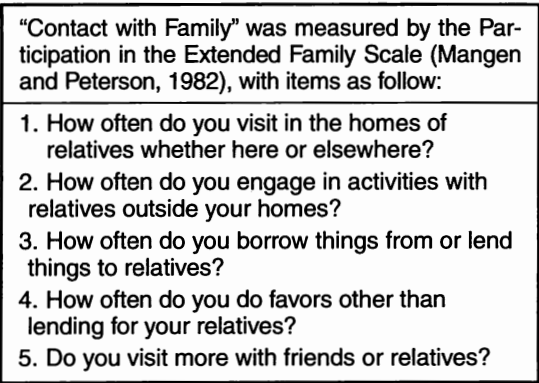 “Contact with Family” was measured by the Par-
ticipation in the Extended Family Scale (Mangen
and Peterson, 1982), with items as follow:
1. How often do you visit in the homes of
relatives whether here or elsewhere?
2. How often do you engage in activities with
relatives outside your homes?
3. How often do you borrow things from or lend
things to relatives?
4. How often do you do favors other than
lending for your relatives?
5. Do you visit more with friends or relatives?